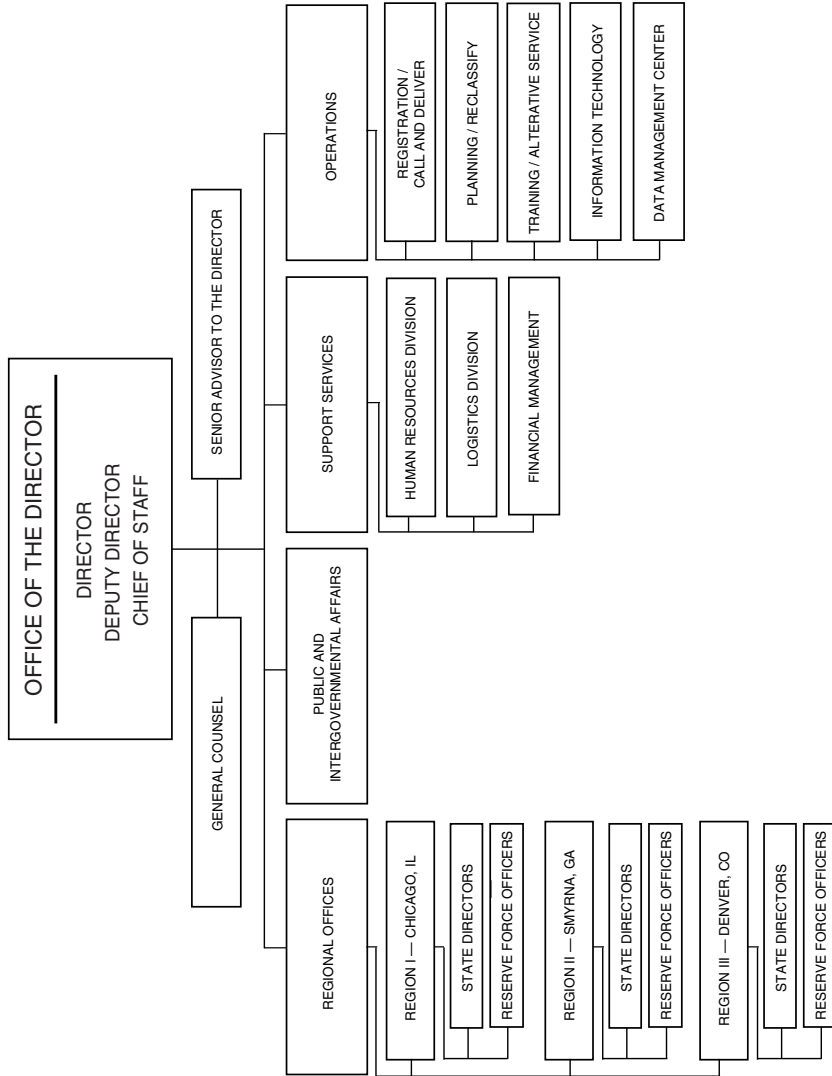 OFFICE OF THE DIRECTOR
DIRECTOR
DEPUTY DIRECTOR
CHIEF OF STAFF
GENERAL COUNSEL
SENIOR ADVISOR TO THE DIRECTOR
REGIONAL OFFICES
PUBLIC AND
INTERGOVERNMENTAL AFFAIRS
SUPPORT SERVICES
OPERATIONS
REGION I — CHICAGO, IL
STATE DIRECTORS
RESERVE FORCE OFFICERS
REGION II — SMYRNA, GA
STATE DIRECTORS
RESERVE FORCE OFFICERS
REGION III — DENVER, CO
STATE DIRECTORS
RESERVE FORCE OFFICERS
HUMAN RESOURCES DIVISION
LOGISTICS DIVISION
FINANCIAL MANAGEMENT
REGISTRATION /
CALL AND DELIVER
PLANNING / RECLASSIFY
TRAINING / ALTERATIVE SERVICE
INFORMATION TECHNOLOGY
DATA MANAGEMENT CENTER